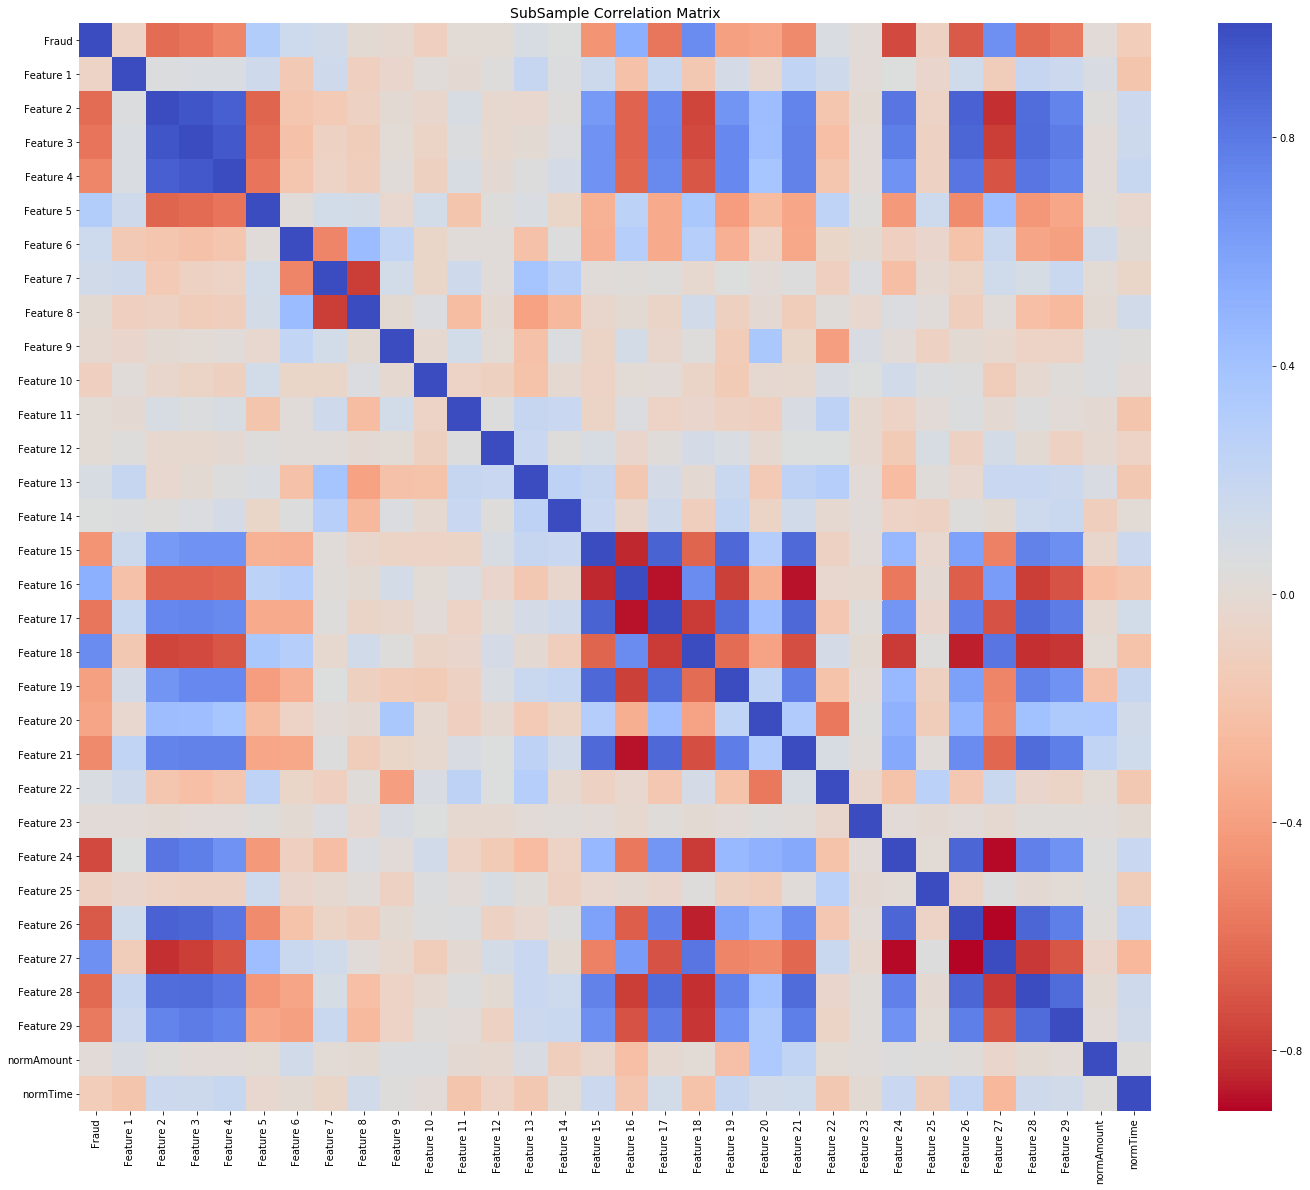 SubSample Correlation Matrix
Fraud
Feature 1
Feature 2
Feature 3
Feature 4
Feature 5
Feature 6
Feature 7
Feature 8
Feature 9
Feature 10
Feature 11
Feature 12
Feature 13
Feature 14
Feature 15
Feature 16
Feature 17
Feature 18
Feature 19
Feature 20
Feature 21
Feature 22
Feature 23
Feature 24
Feature 25
Feature 26
Feature 27
Feature 28
Feature 29
normAmount
normTime
Fraud
Feature 1
Feature 2
Feature 3
Feature 4
Feature 5
Feature 6
Feature 7
Feature 8
Feature 9
Feature 10
Feature 11
Feature 12
Feature 13
Feature 14
Feature 15
Feature 16
Feature 17
Feature 18
Feature 19
Feature 20
Feature 21
Feature 22
Feature 23
Feature 24
Feature 25
Feature 26
Feature 27
Feature 28
Feature 29
normAmount
normTime
0.8
0.4
0.0
−0.4
−0.8